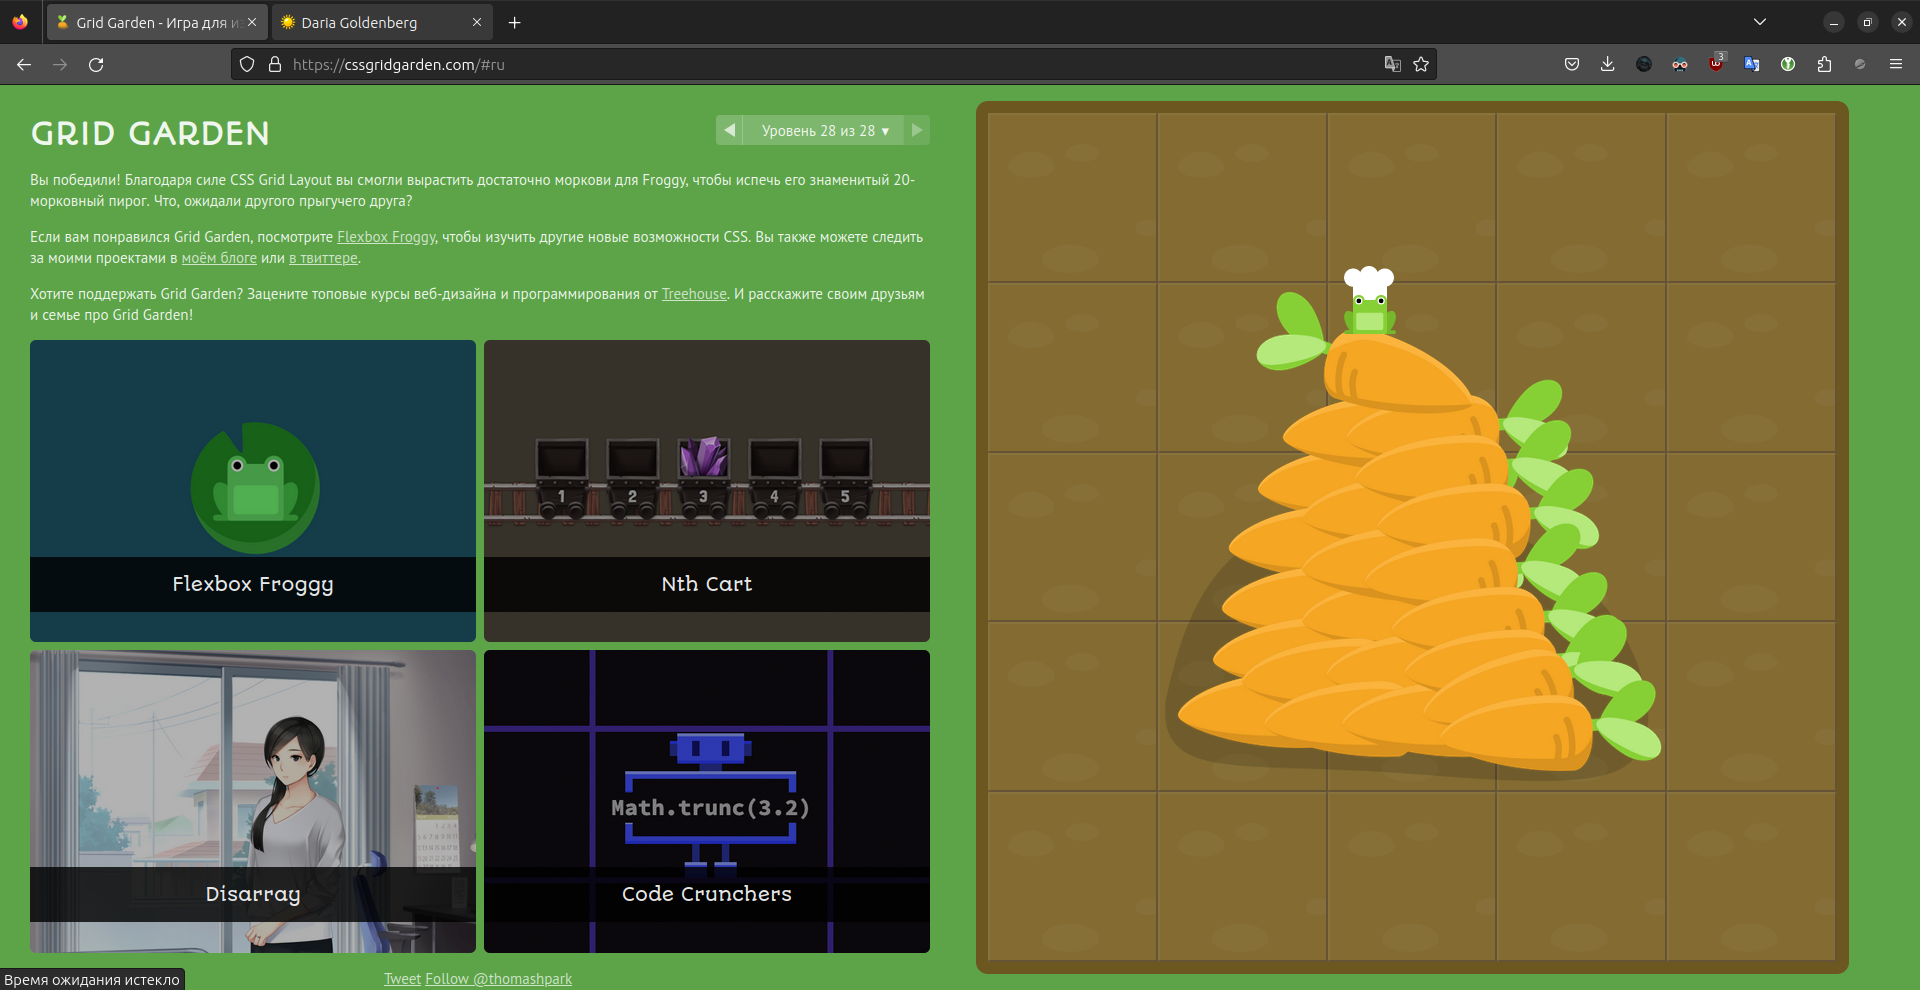 Grid Garden - Игра для из
Daria Goldenberg
https://cssgridgarden.com/#ru
3
GRID GARDEN
Уровень 28 из 28 ▾
Вы победили! Благодаря силе CSS Grid Layout вы смогли вырастить достаточно моркови для Froggy, чтобы испечь его знаменитый 20-
морковный пирог. Что, ожидали другого прыгучего друга?
Если вам понравился Grid Garden, посмотрите Flexbox Froggy, чтобы изучить другие новые возможности CSS. Вы также можете следить
за моими проектами в моём блоге или в твиттере.
Хотите поддержать Grid Garden? Зацените топовые курсы веб-дизайна и программирования от Treehouse. И расскажите своим друзьям
и семье про Grid Garden!
1 2 3 4 5
Flexbox Froggy
Nth Cart
Math.trunc(3.2)
Disarray
Code Crunchers
Время ожидания истекло
Tweet Follow @thomashpark